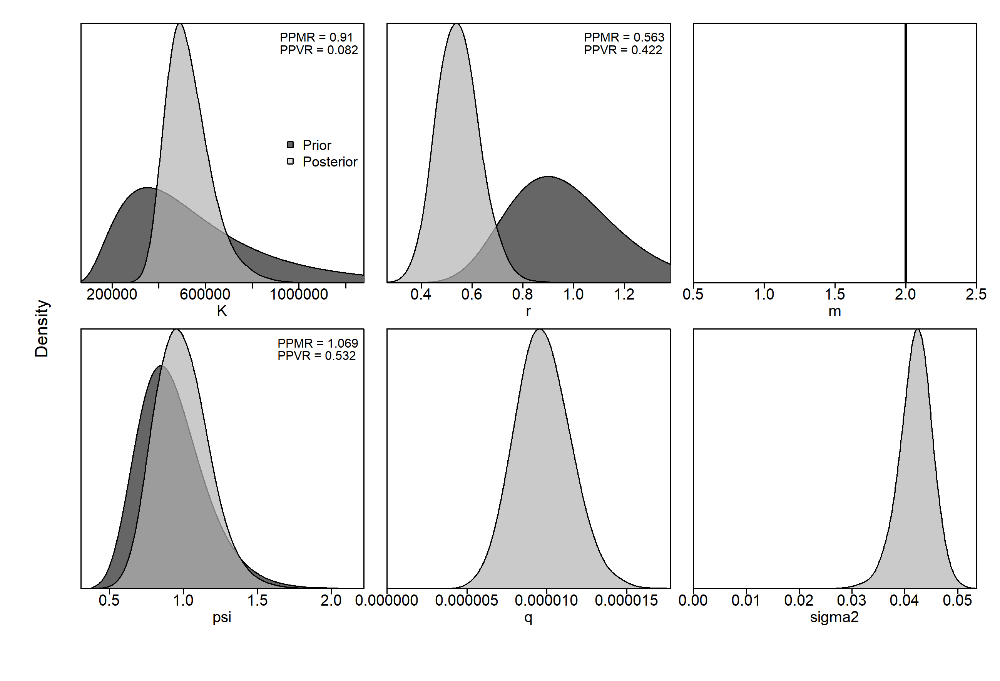 PPMR = 0.91
PPVR = 0.082
Prior
Posterior
200000 600000 1000000
K
PPMR = 0.563
PPVR = 0.422
0.4 0.6 0.8 1.0 1.2
r
0.5 1.0 1.5 2.0 2.5
m
Density
PPMR = 1.069
PPVR = 0.532
0.5 1.0 1.5 2.0
psi
0.000000 0.000005 0.000010 0.000015
q
0.00 0.01 0.02 0.03 0.04 0.05
sigma2